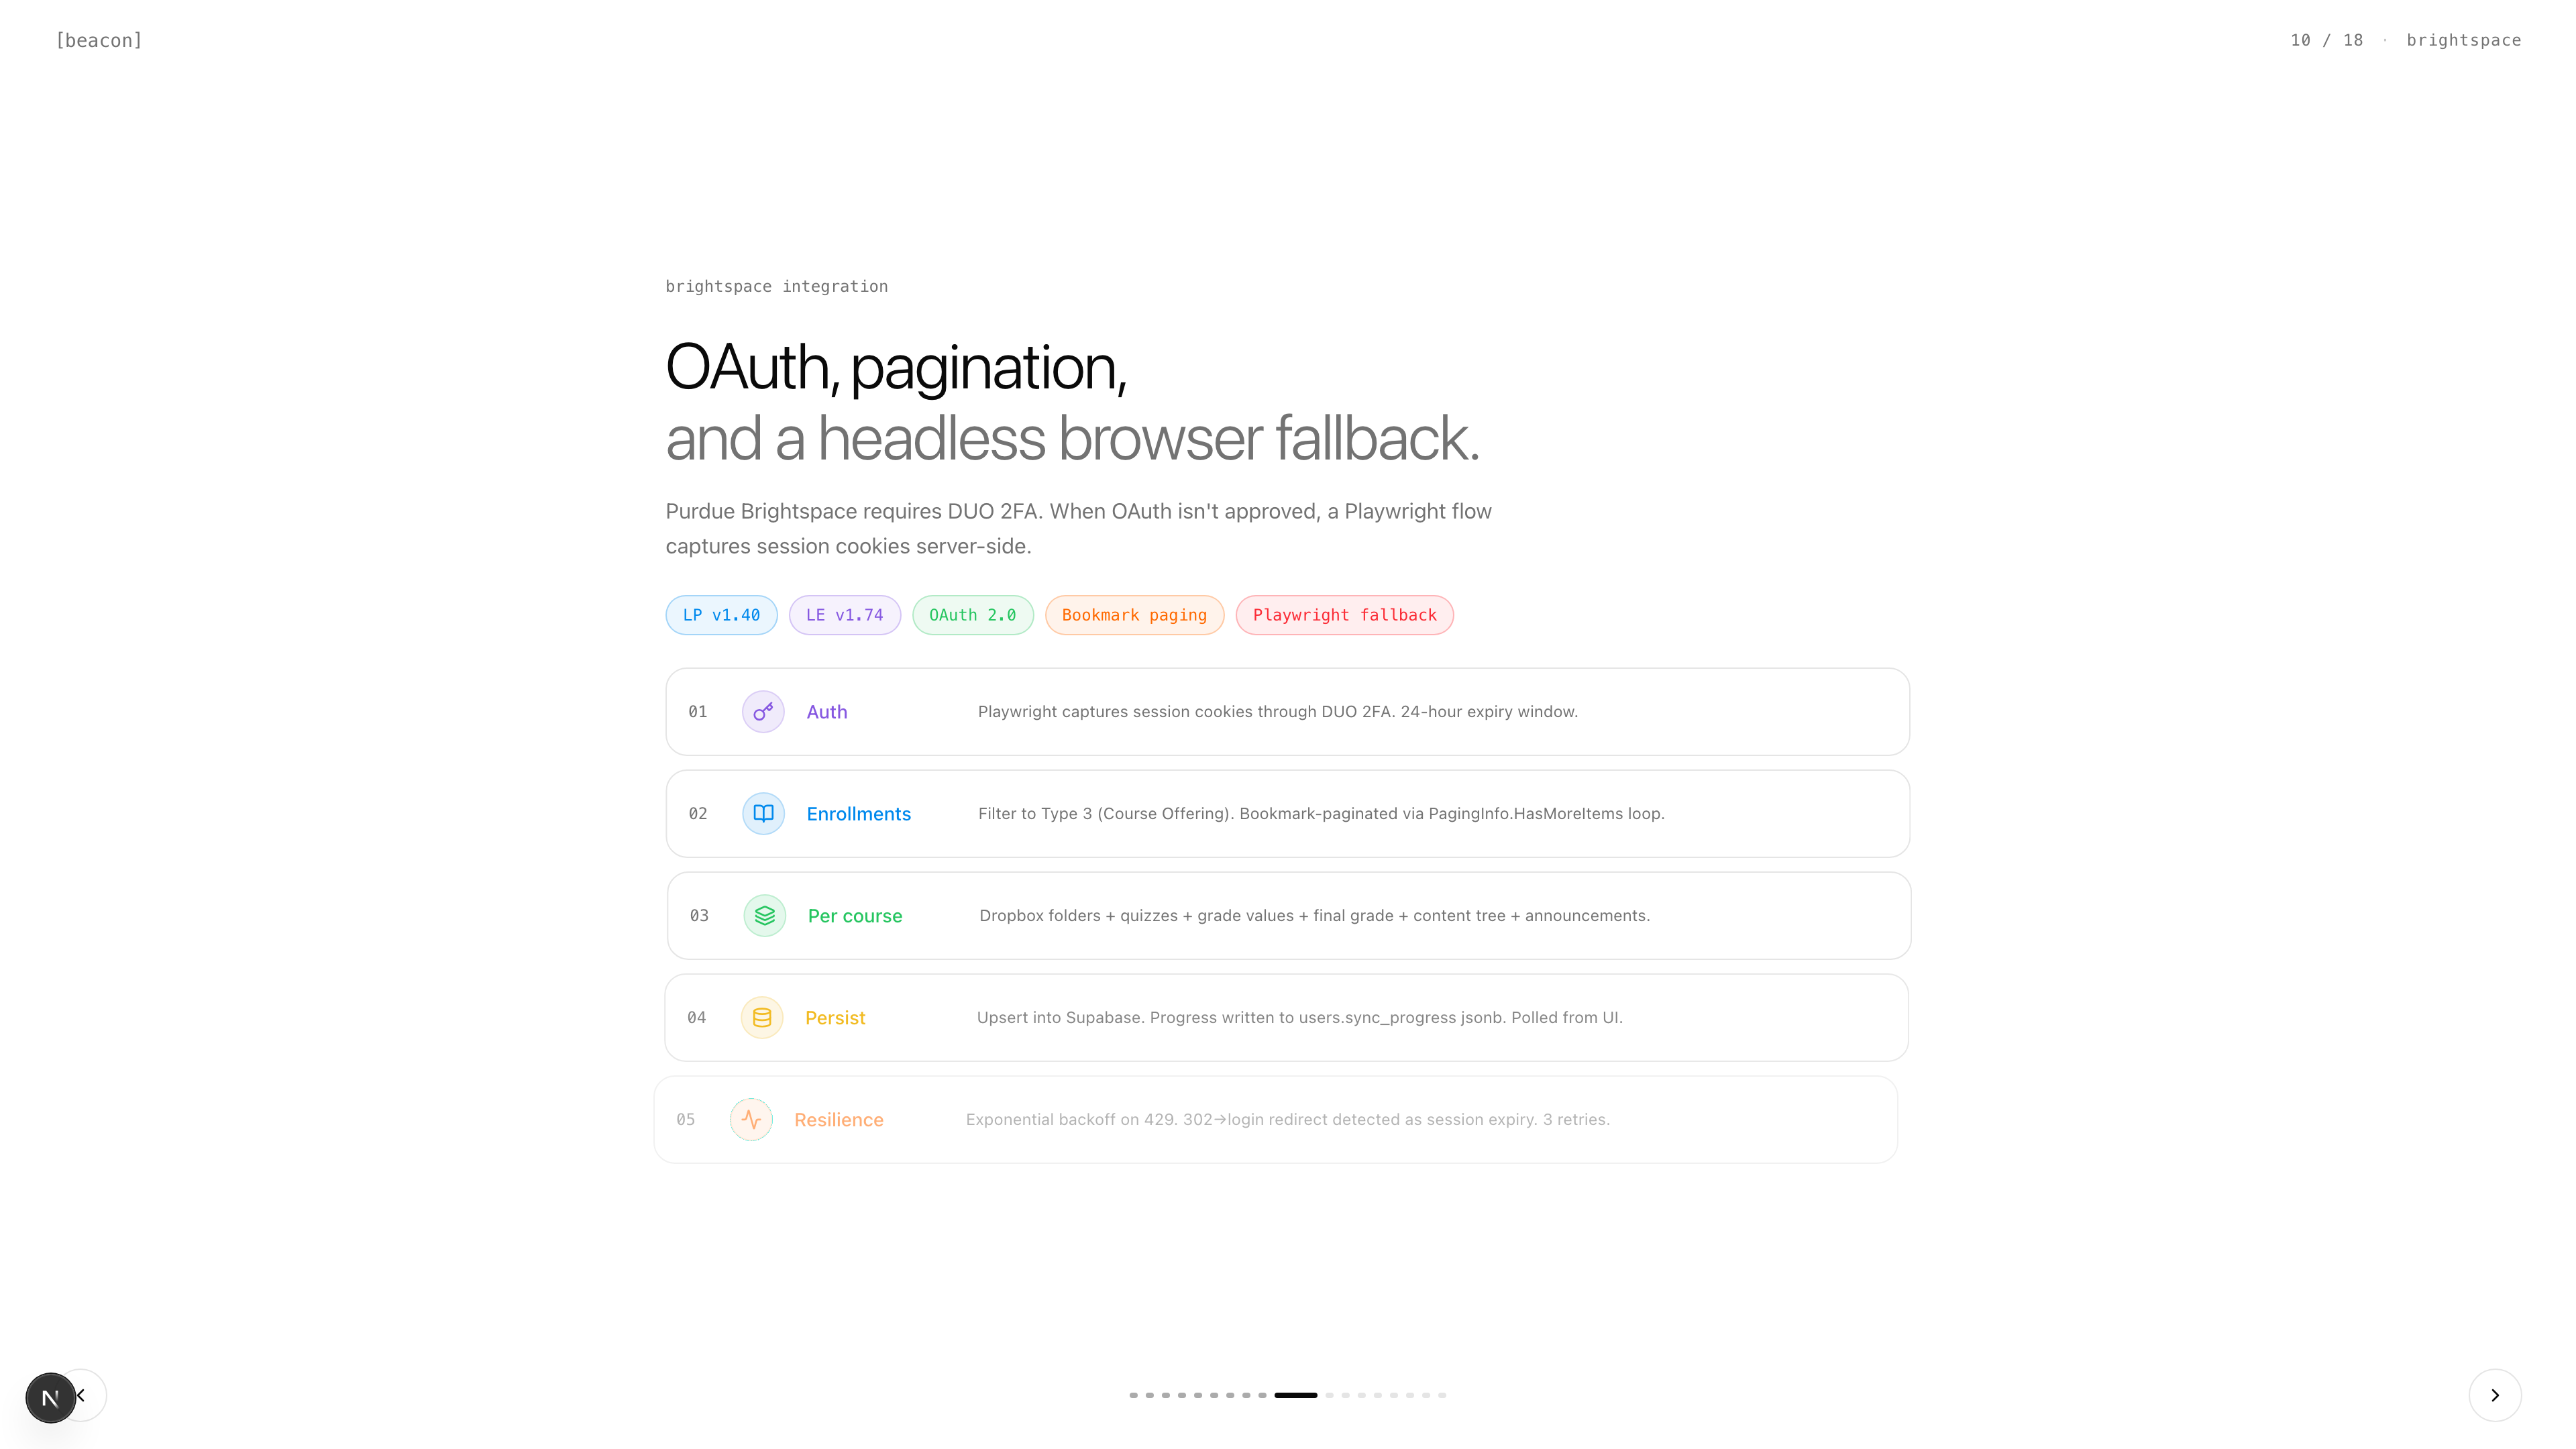 [beacon]
10 / 18 · brightspace
brightspace integration
OAuth, pagination,
and a headless browser fallback.
Purdue Brightspace requires DUO 2FA. When OAuth isn't approved, a Playwright flow
captures session cookies server-side.
LP v1.40 LE v1.74 OAuth 2.0 Bookmark paging Playwright fallback
01 Auth Playwright captures session cookies through DUO 2FA. 24-hour expiry window.
02 Enrollments Filter to Type 3 (Course Offering). Bookmark-paginated via PagingInfo.HasMoreItems loop.
03 Per course Dropbox folders + quizzes + grade values + final grade + content tree + announcements.
04 Persist Upsert into Supabase. Progress written to users.sync_progress jsonb. Polled from UI.
05 Resilience Exponential backoff on 429. 302→login redirect detected as session expiry. 3 retries.
N